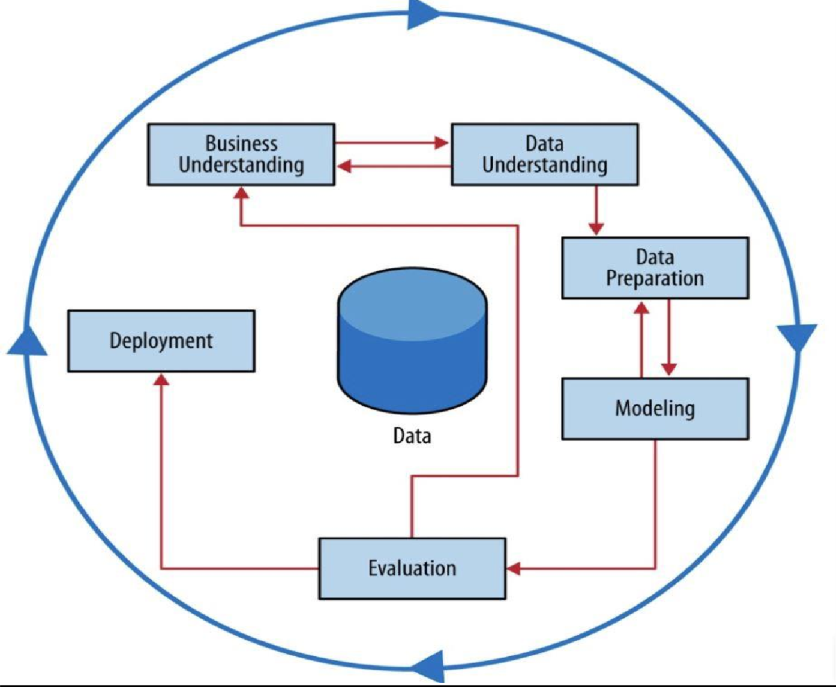 Business
Understanding
Data
Understanding
Data
Preparation
Deployment
Modeling
Data
Evaluation